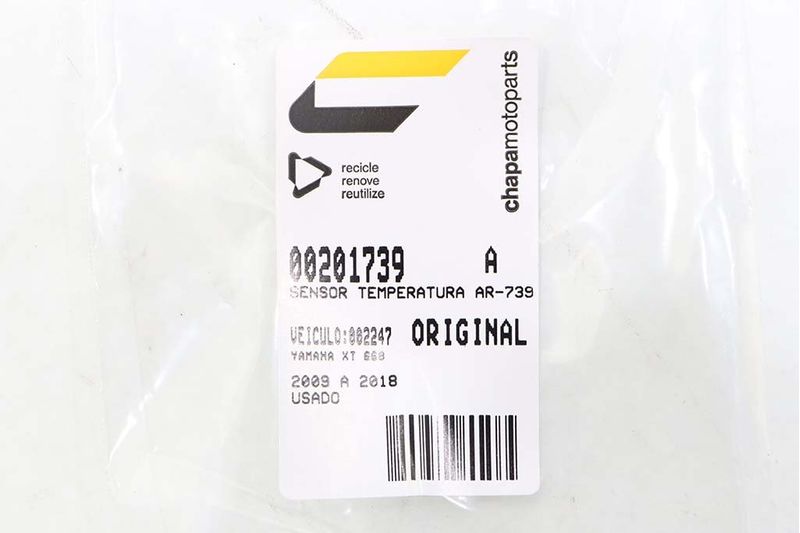 chapamotoparts
recicle
renove
reutilize
00201739 A
SENSOR TEMPERATURA AR-739
VEICULO:002247 ORIGINAL
YAMAHA XT 660
2009 A 2018
USADO